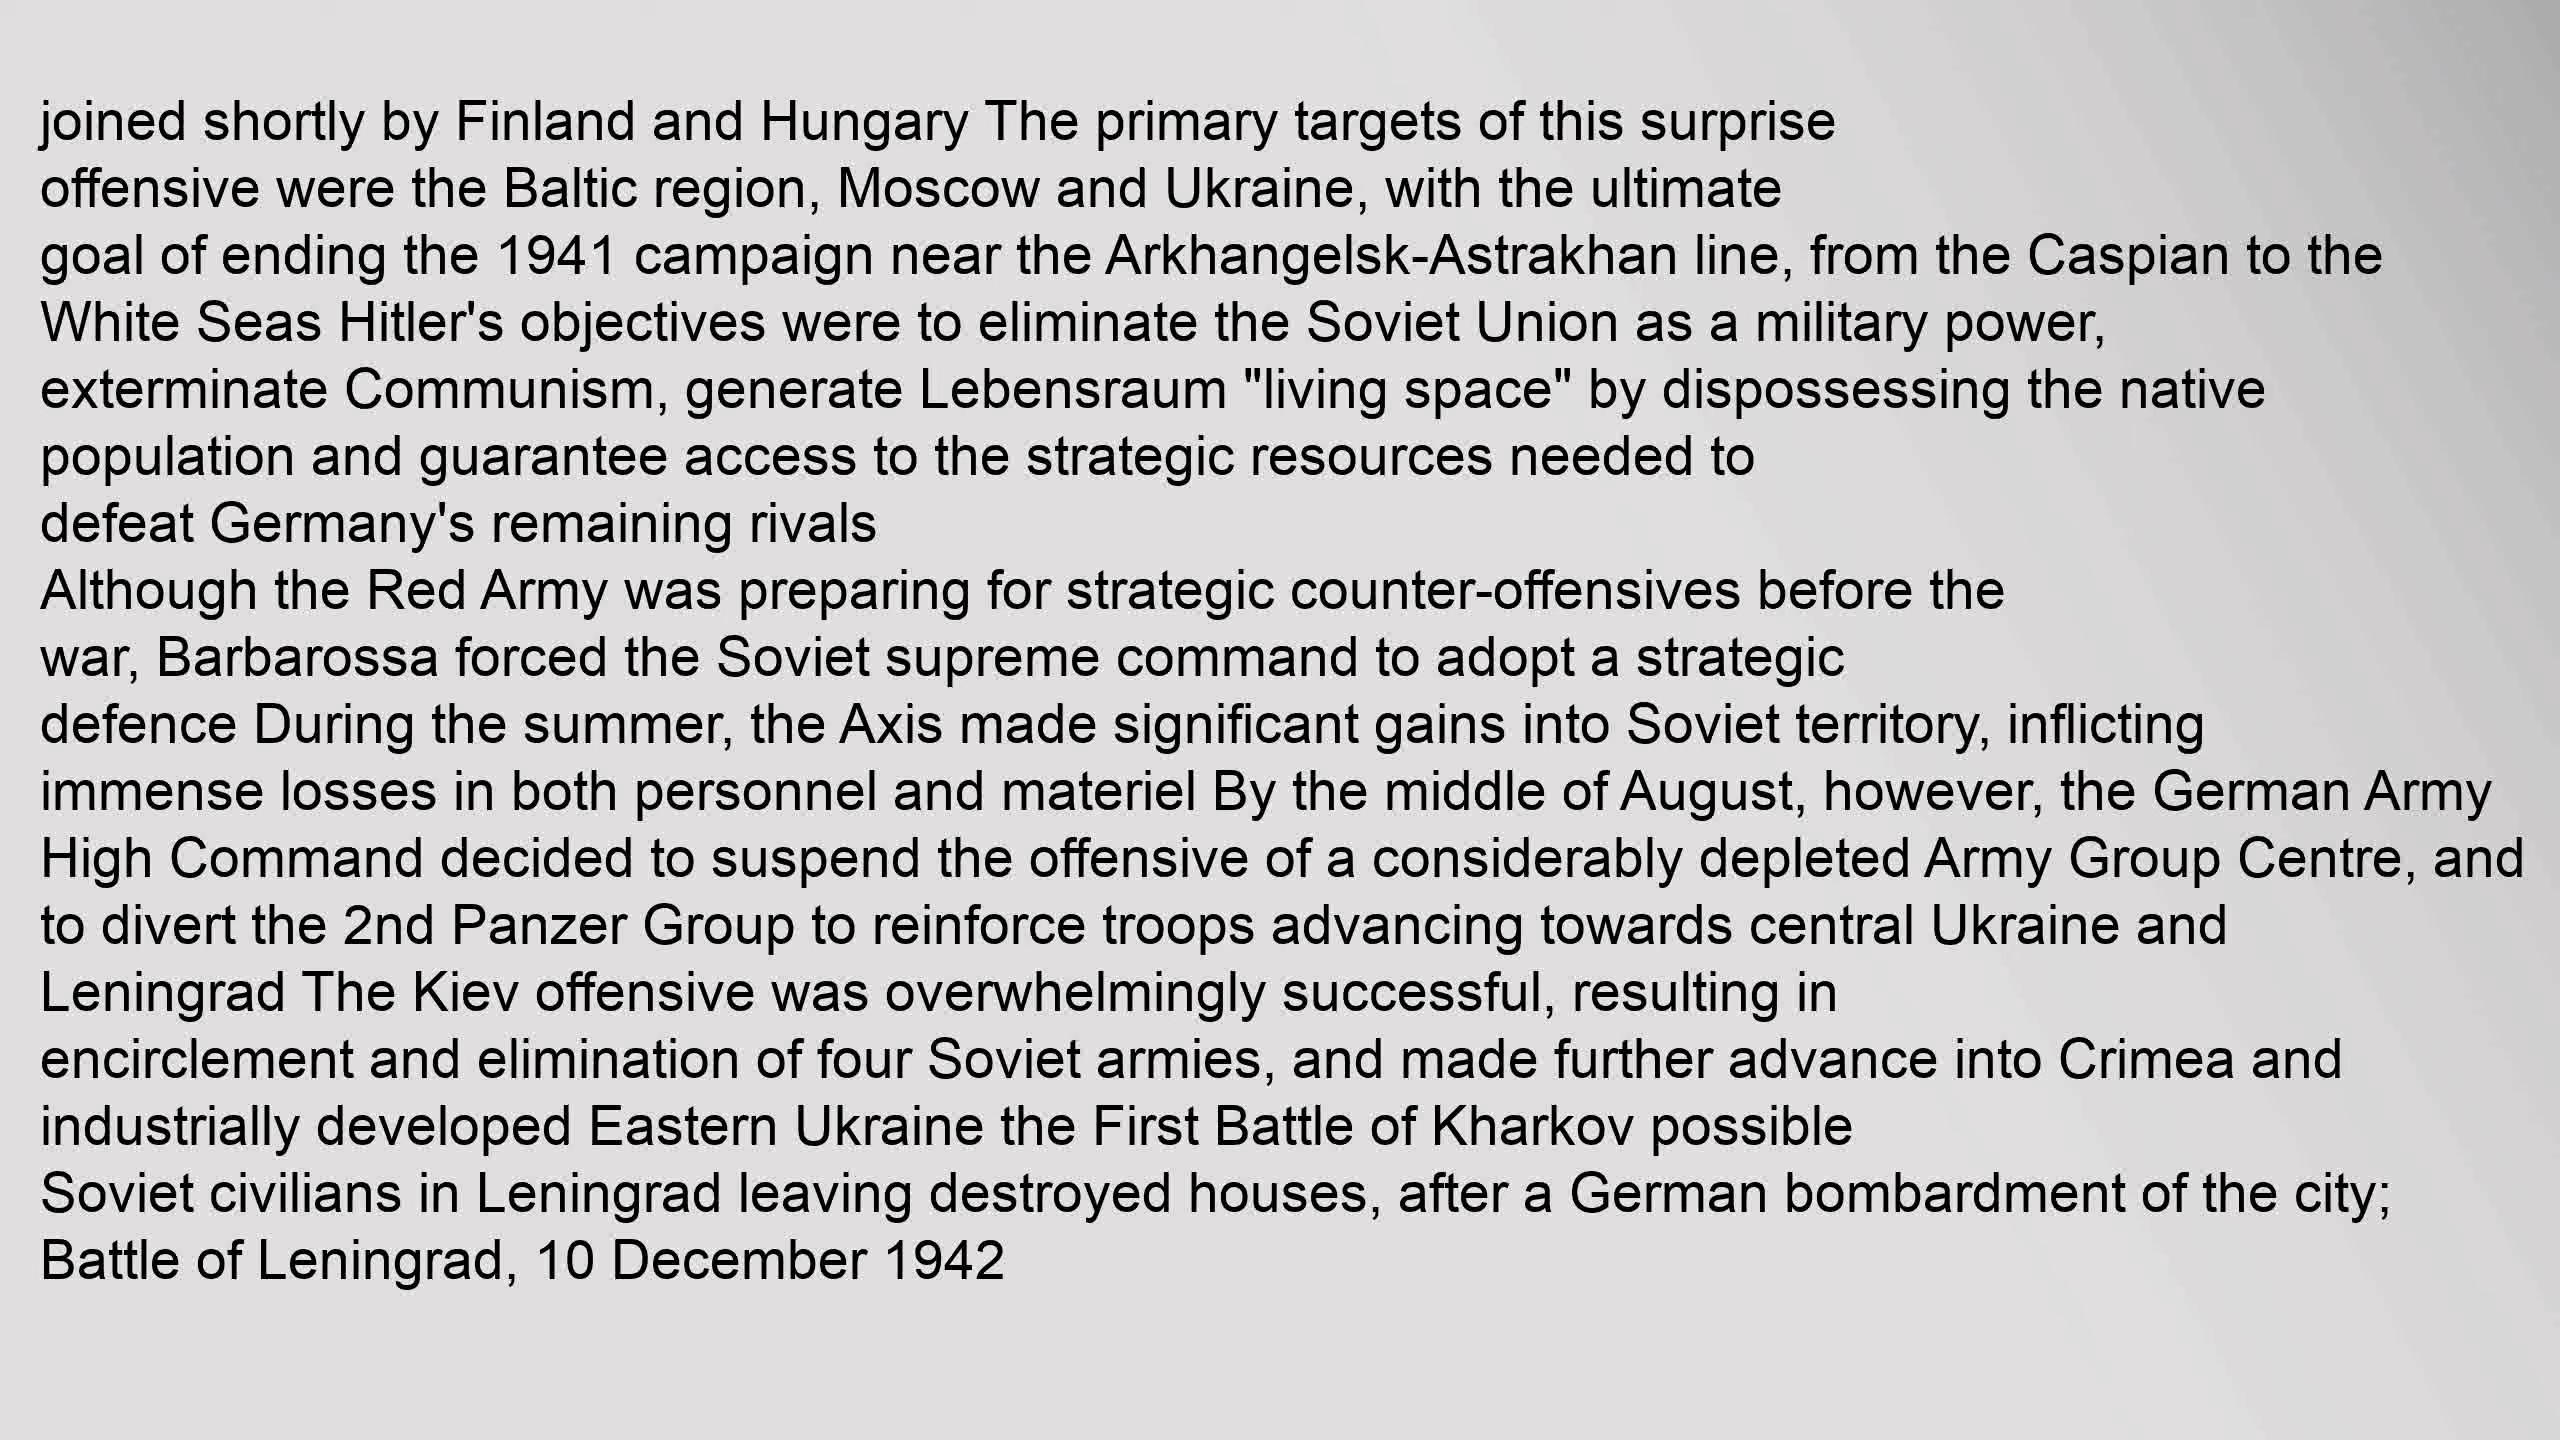 joined shortly by Finland and Hungary The primary targets of this surprise
offensive were the Baltic region, Moscow and Ukraine, with the ultimate
goal of ending the 1941 campaign near the Arkhangelsk-Astrakhan line, from the Caspian to the
White Seas Hitler's objectives were to eliminate the Soviet Union as a military power,
exterminate Communism, generate Lebensraum "living space" by dispossessing the native
population and guarantee access to the strategic resources needed to
defeat Germany's remaining rivals
Although the Red Army was preparing for strategic counter-offensives before the
war, Barbarossa forced the Soviet supreme command to adopt a strategic
defence During the summer, the Axis made significant gains into Soviet territory, inflicting
immense losses in both personnel and materiel By the middle of August, however, the German Army
High Command decided to suspend the offensive of a considerably depleted Army Group Centre, and
to divert the 2nd Panzer Group to reinforce troops advancing towards central Ukraine and
Leningrad The Kiev offensive was overwhelmingly successful, resulting in
encirclement and elimination of four Soviet armies, and made further advance into Crimea and
industrially developed Eastern Ukraine the First Battle of Kharkov possible
Soviet civilians in Leningrad leaving destroyed houses, after a German bombardment of the city;
Battle of Leningrad, 10 December 1942